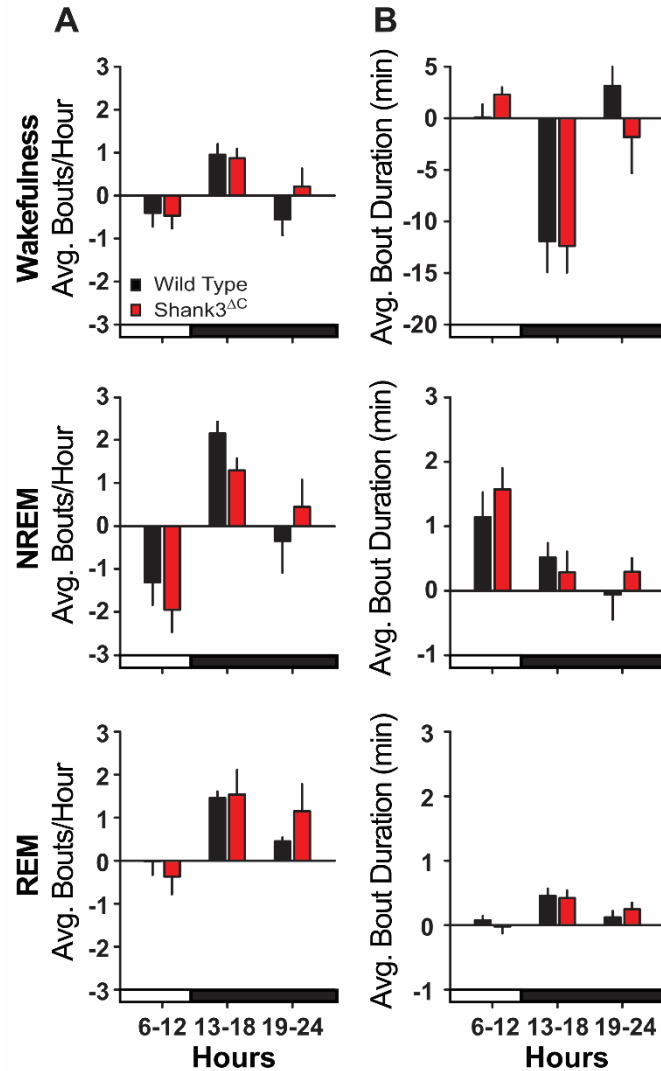 A
B
Wakefulness
Avg. Bouts/Hour
3
2
1
0
-1
-2
-3
Wild Type
Shank3ΔC
Avg. Bout Duration (min)
5
0
-5
-10
-15
-20
NREM
Avg. Bouts/Hour
3
2
1
0
-1
-2
-3
Avg. Bout Duration (min)
3
2
1
0
-1
REM
Avg. Bouts/Hour
3
2
1
0
-1
-2
-3
6-12 13-18 19-24
Hours
Avg. Bout Duration (min)
3
2
1
0
-1
6-12 13-18 19-24
Hours